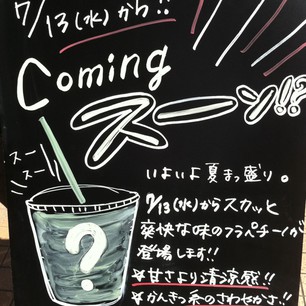 7/13(水)から!!
Coming
スーン!!?
スー
スー
?
いよいよ夏まっ盛り。
7/13(水)からスカッと
爽快な味のフラペチーノが
登場します!!
★甘さより清涼感!!
★かんきつ系のさわやかさ!!